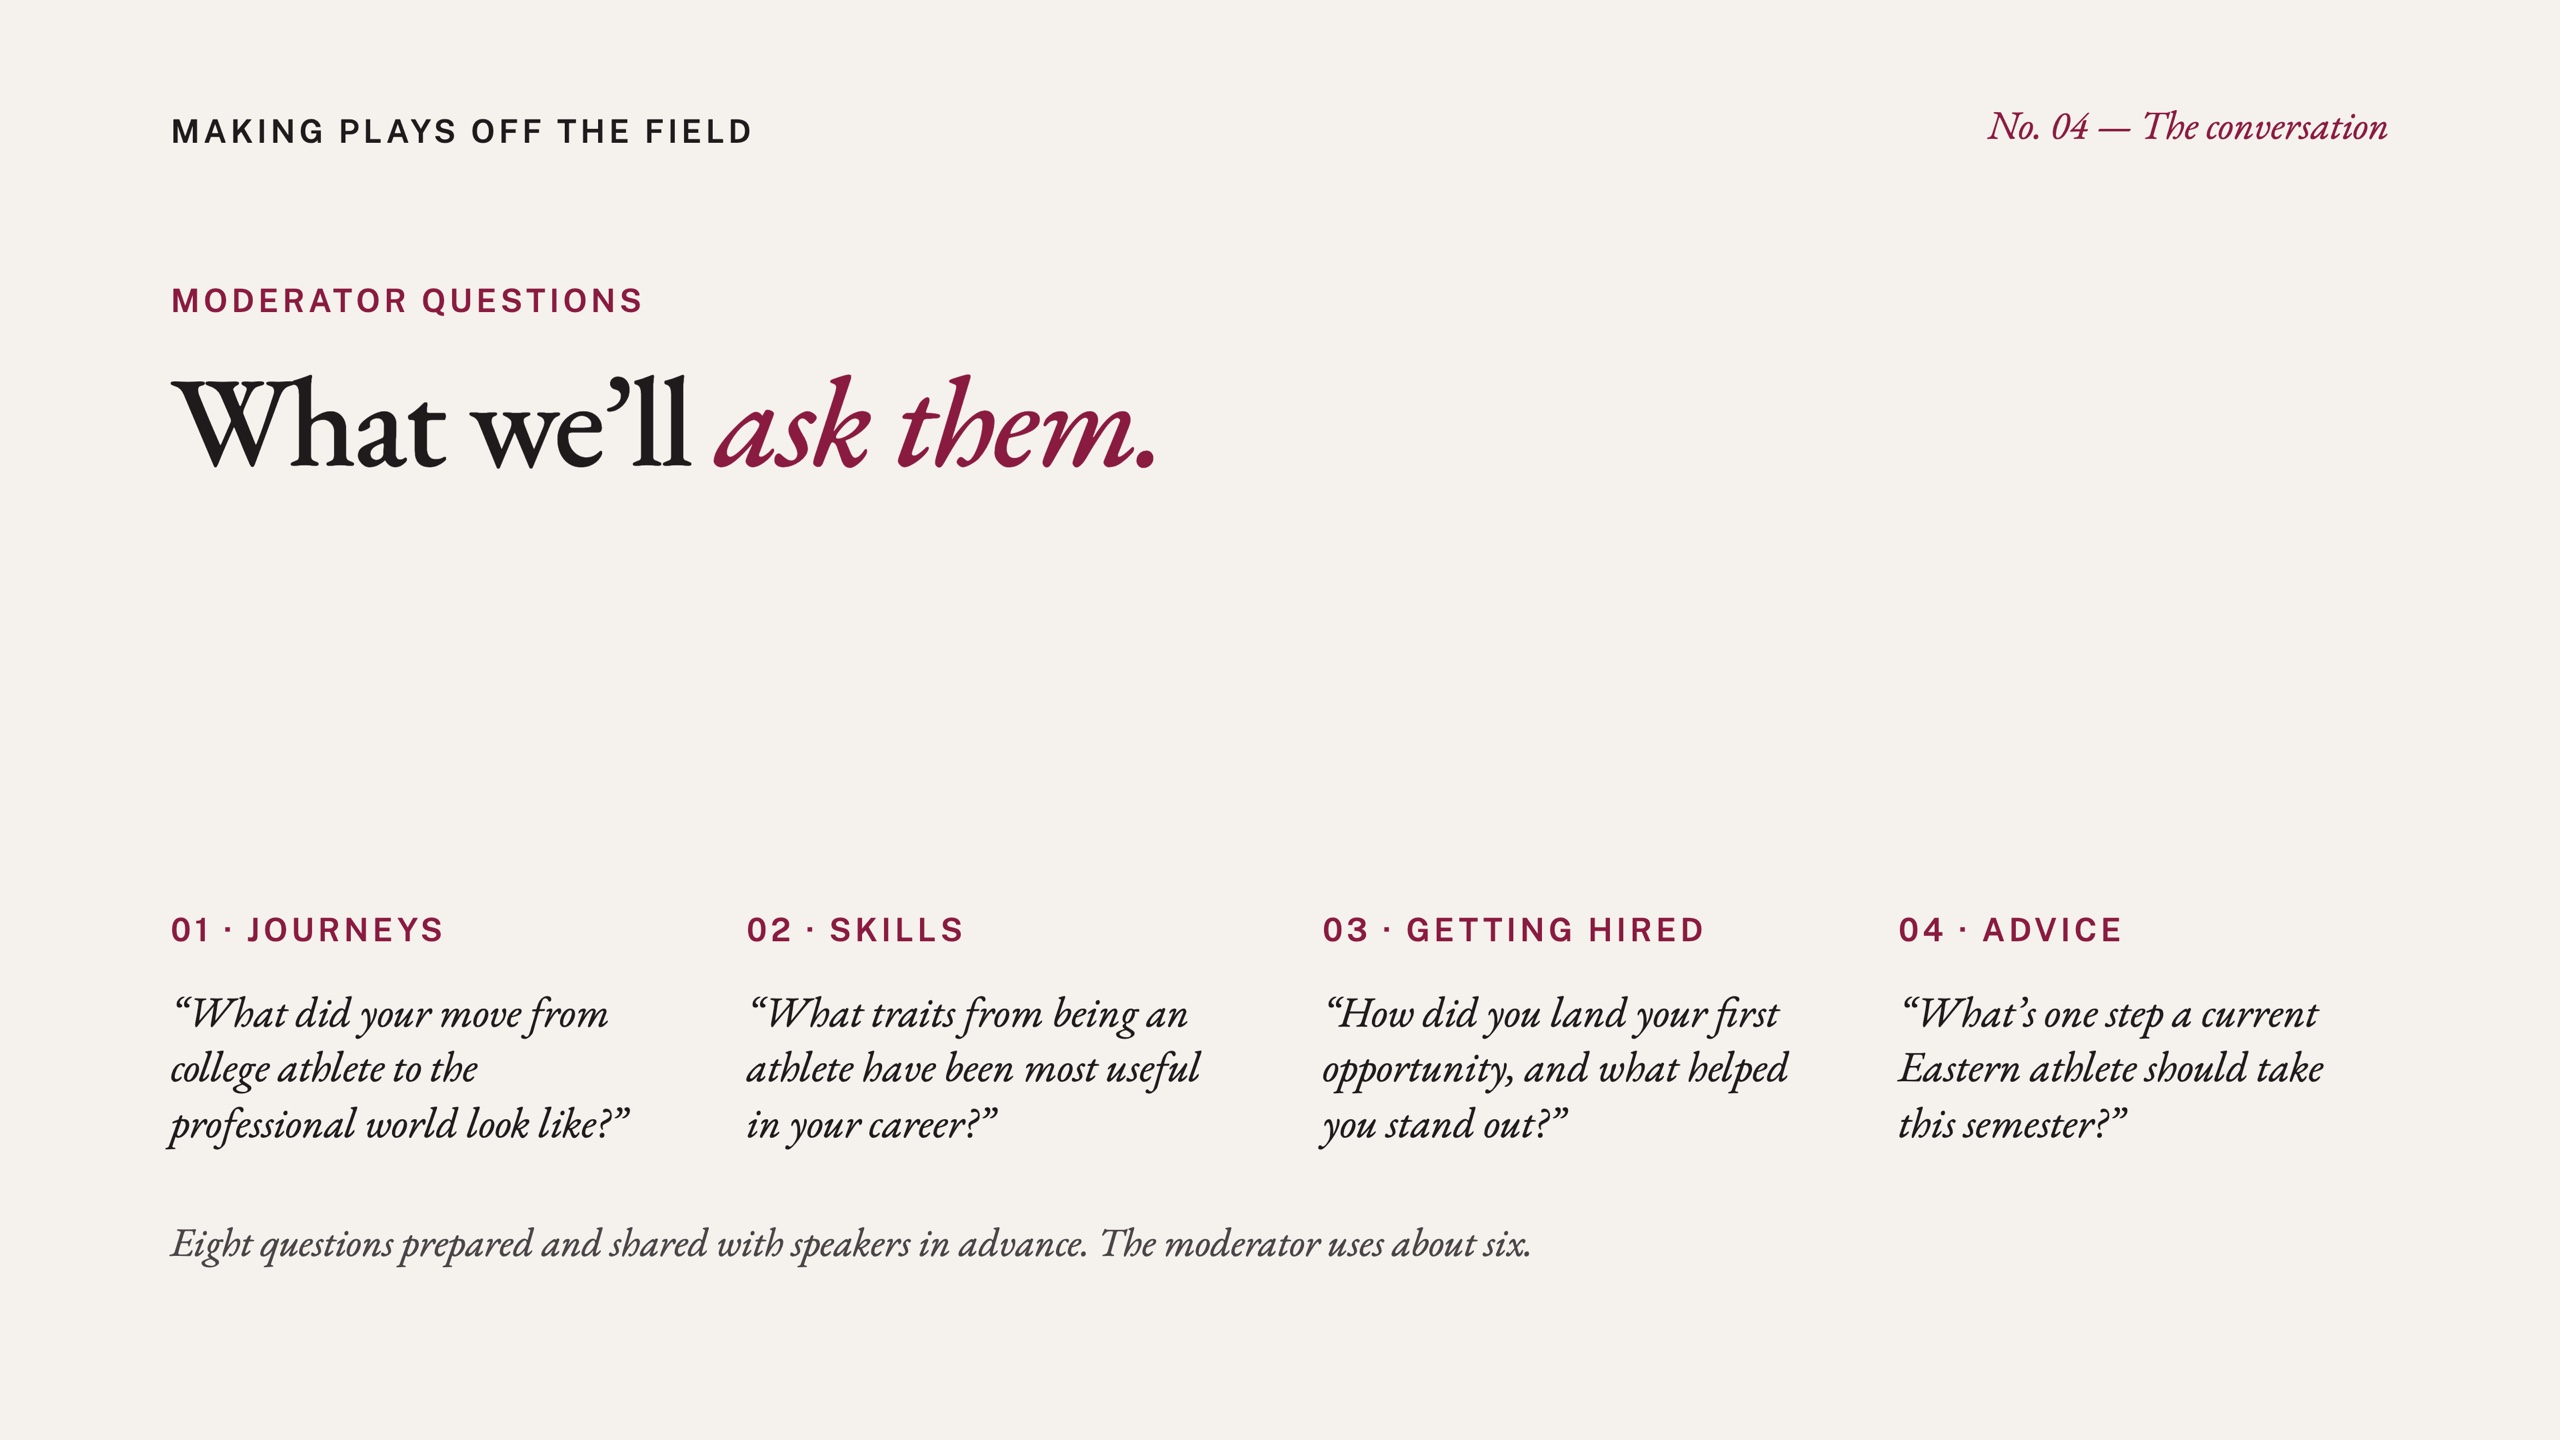 MAKING PLAYS OFF THE FIELD
No. 04 — The conversation
MODERATOR QUESTIONS
What we’ll ask them.
01 · JOURNEYS
“What did your move from
college athlete to the
professional world look like?”
02 · SKILLS
“What traits from being an
athlete have been most useful
in your career?”
03 · GETTING HIRED
“How did you land your first
opportunity, and what helped
you stand out?”
04 · ADVICE
“What’s one step a current
Eastern athlete should take
this semester?”
Eight questions prepared and shared with speakers in advance. The moderator uses about six.